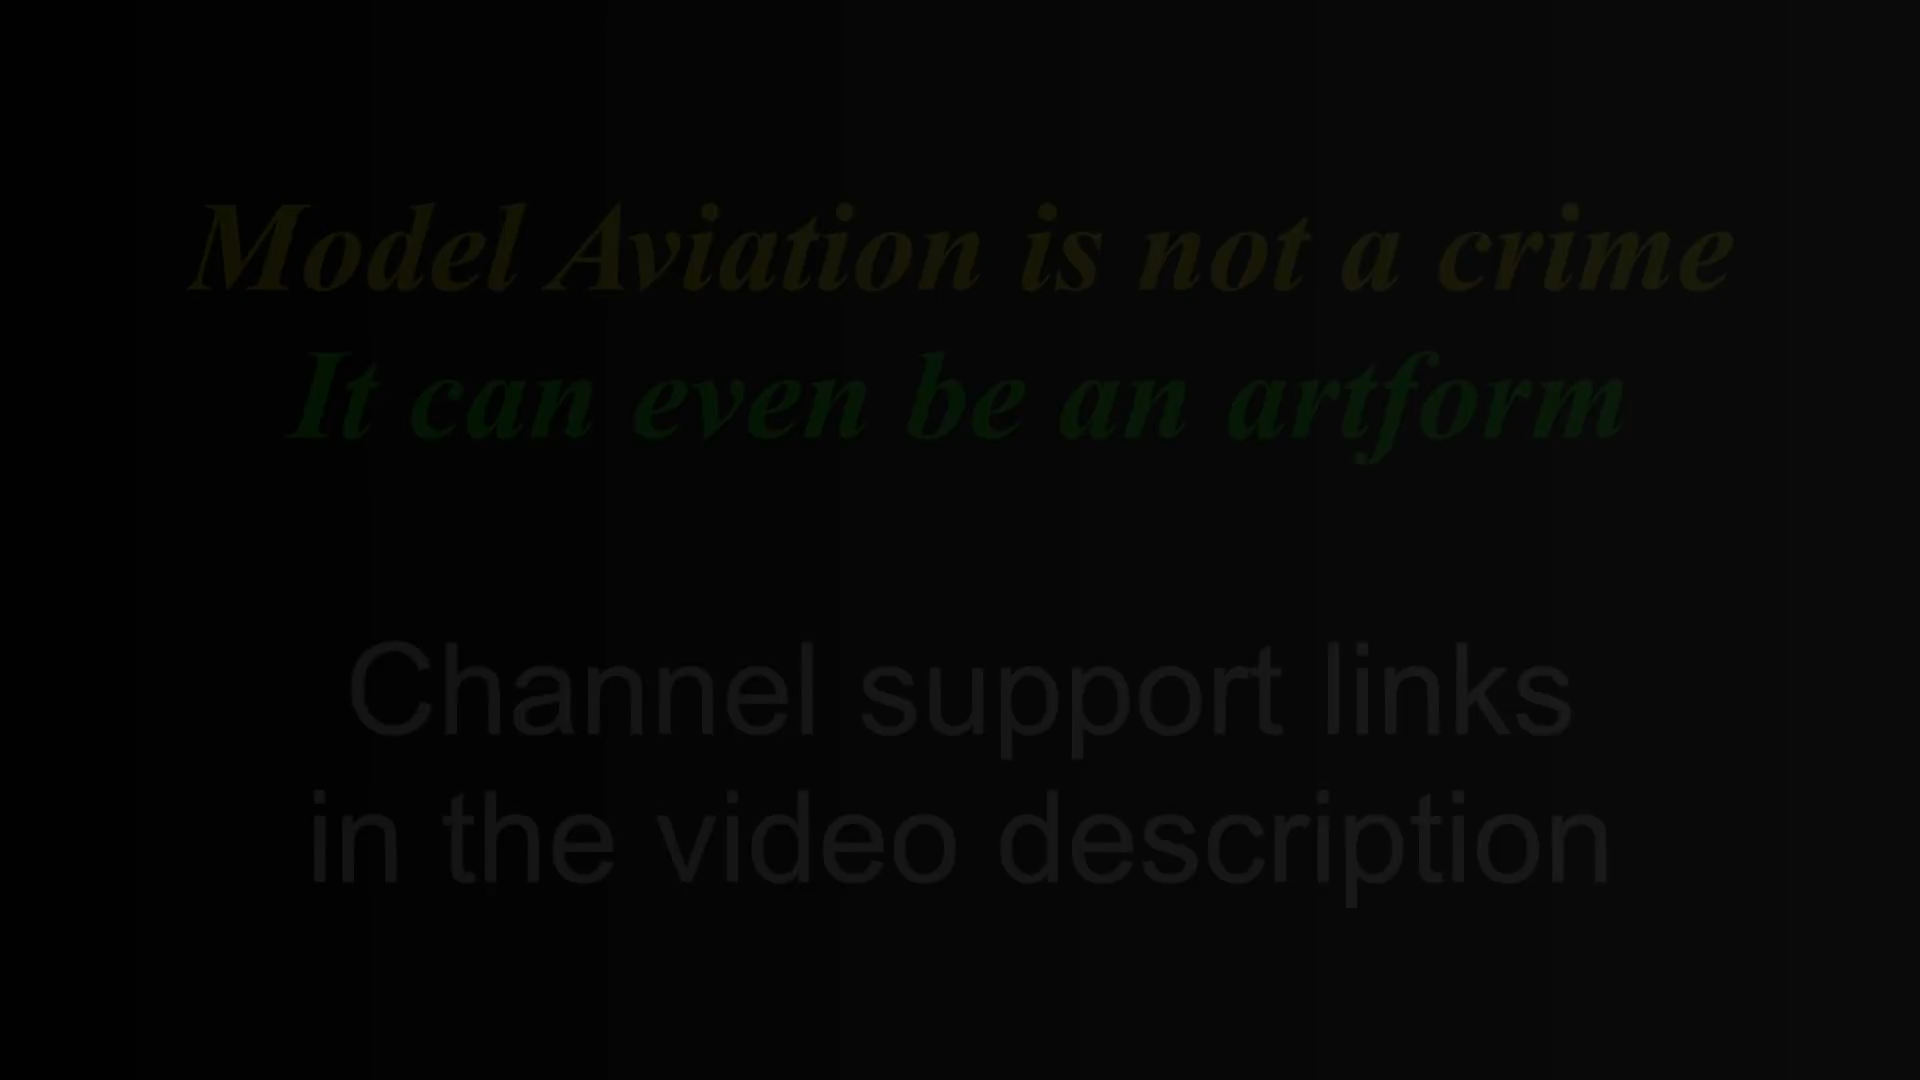 Model Aviation is not a crime
It can even be an artform
Channel support links
in the video description